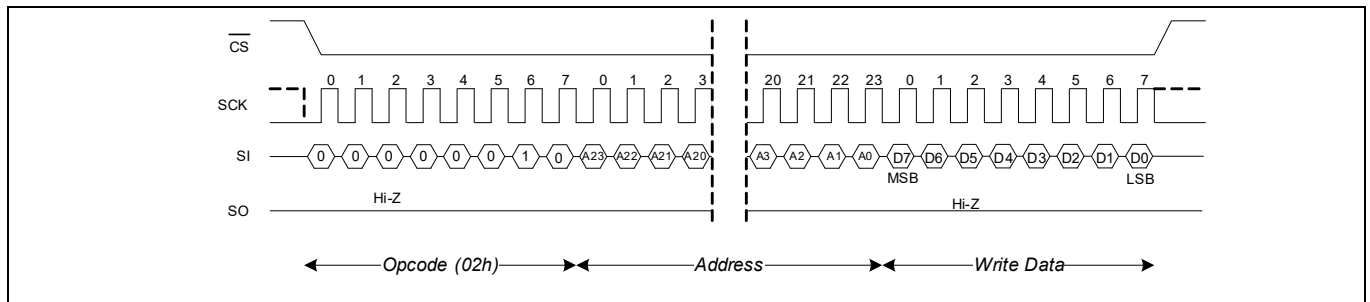 CS
0 1 2 3 4 5 6 7 0 1 2 3 20 21 22 23 0 1 2 3 4 5 6 7
SCK
SI 0 0 0 0 0 0 1 0 A23 A22 A21 A20 A3 A2 A1 A0 D7 D6 D5 D4 D3 D2 D1 D0
MSB LSB
Hi-Z Hi-Z
SO
Opcode (02h) Address Write Data